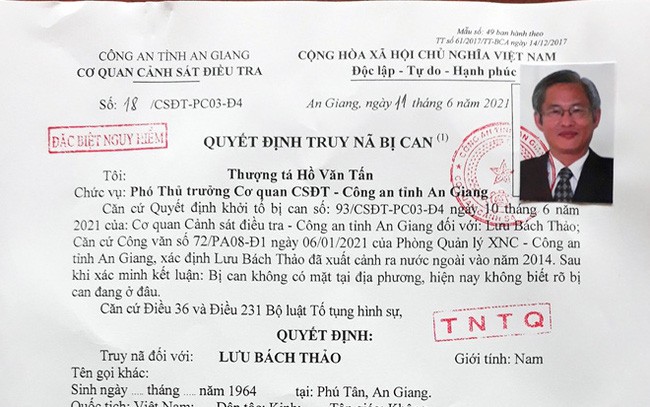 Mẫu số: 49 ban hành theo
TT số 61/2017/TT-BCA ngày 14/12/2017
CÔNG AN TỈNH AN GIANG
CƠ QUAN CẢNH SÁT ĐIỀU TRA
CỘNG HÒA XÃ HỘI CHỦ NGHĨA VIỆT NAM
Độc lập - Tự do - Hạnh phúc
Số: 18 /CSĐT-PC03-Đ4
An Giang, ngày 11 tháng 6 năm 2021
ĐẶC BIỆT NGUY HIỂM
QUYẾT ĐỊNH TRUY NÃ BỊ CAN (1)
Tôi: Thượng tá Hồ Văn Tấn
Chức vụ: Phó Thủ trưởng Cơ quan CSĐT - Công an tỉnh An Giang
Căn cứ Quyết định khởi tố bị can số: 93/CSĐT-PC03-Đ4 ngày 10 tháng 6 năm
2021 của: Cơ quan Cảnh sát điều tra - Công an tỉnh An Giang đối với: Lưu Bách Thảo;
Căn cứ Công văn số 72/PA08-Đ1 ngày 06/01/2021 của Phòng Quản lý XNC - Công an
tỉnh An Giang, xác định Lưu Bách Thảo đã xuất cảnh ra nước ngoài vào năm 2014. Sau
khi xác minh kết luận: Bị can không có mặt tại địa phương, hiện nay không biết rõ bị
can đang ở đâu.
Căn cứ Điều 36 và Điều 231 Bộ luật Tố tụng hình sự,
TNTQ
QUYẾT ĐỊNH:
Truy nã đối với: LƯU BÁCH THẢO Giới tính: Nam
Tên gọi khác:
Sinh ngày ..... tháng ..... năm 1964 tại: Phú Tân, An Giang.
Quốc tịch: Việt Nam; Dân tộc: Kinh; Tôn giáo: Không